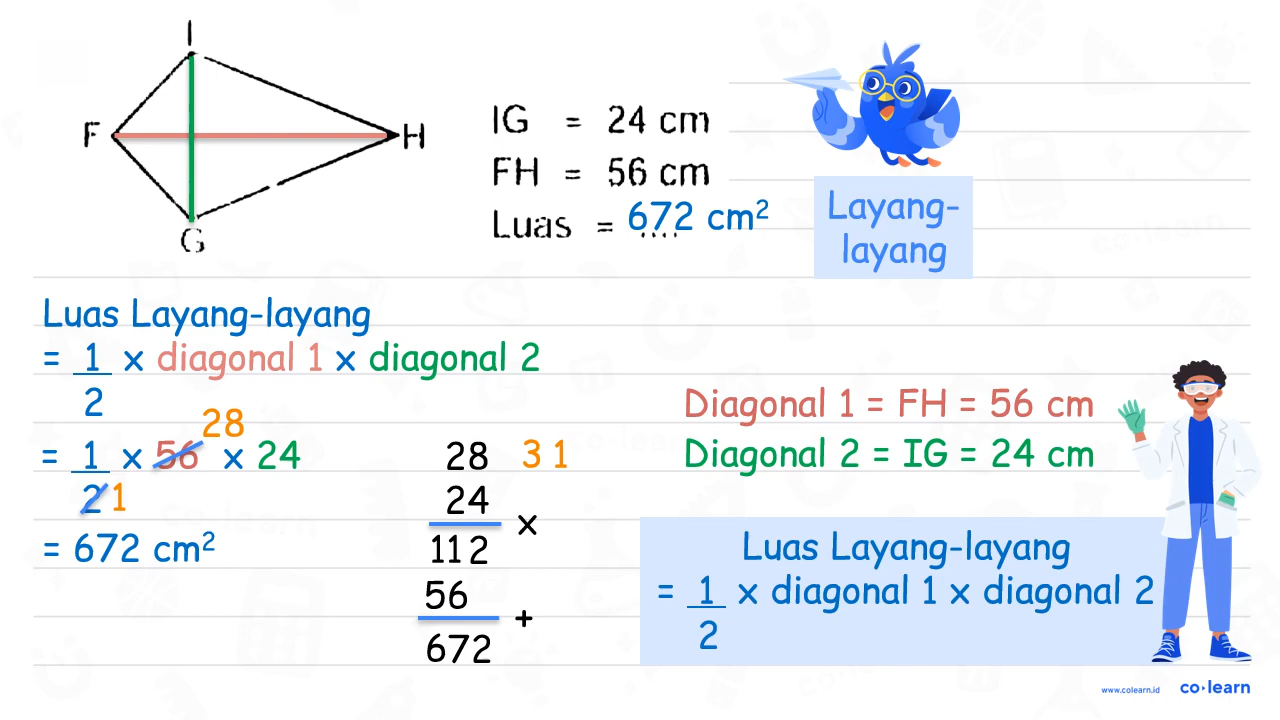 I
F
H
G
IG = 24 cm
FH = 56 cm
Luas = 672 cm²
....
Layang-
layang
Luas Layang-layang
= 1/2 x diagonal 1 x diagonal 2
= 1/2 x 56 x 24
28
1
= 672 cm²
28 31
24 x
112
56 +
672
Diagonal 1 = FH = 56 cm
Diagonal 2 = IG = 24 cm
Luas Layang-layang
= 1/2 x diagonal 1 x diagonal 2
www.colearn.id co·learn